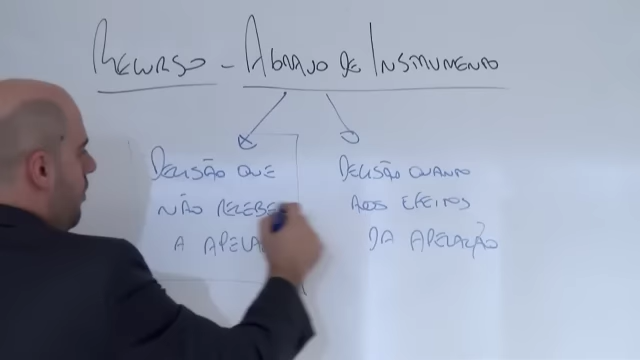 RECURSO - AGRAVO DE INSTRUMENTO
DECISÃO QUE
NÃO RECEBE
A APELA
DECISÃO QUANTO
AOS EFEITOS
DA APELAÇÃO